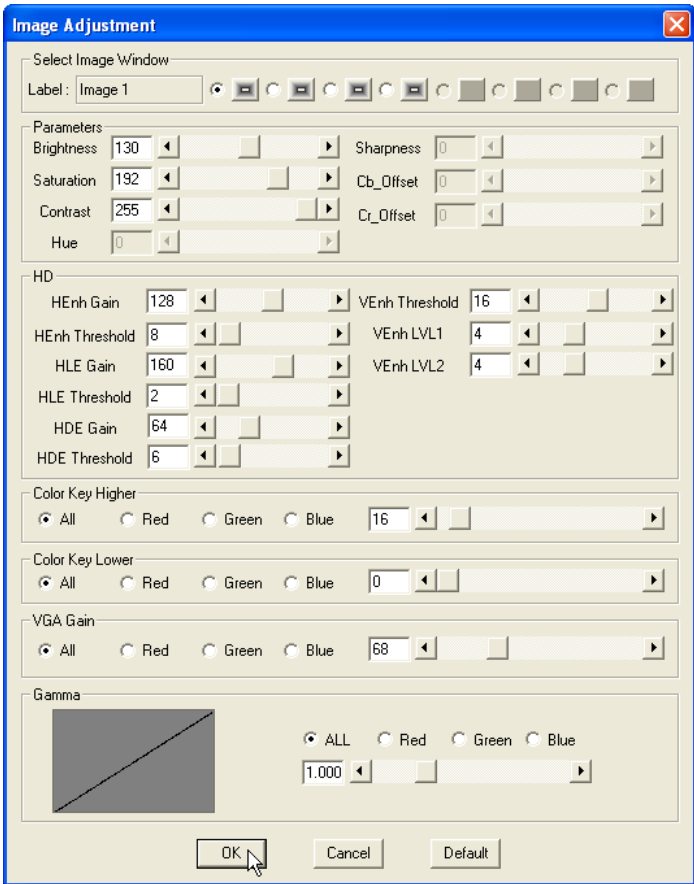 Image Adjustment
Select Image Window
Label : Image 1
Parameters
Brightness 130 Sharpness 0
Saturation 192 Cb_Offset 0
Contrast 255 Cr_Offset 0
Hue 0
HD
HEnh Gain 128 VEnh Threshold 16
HEnh Threshold 8 VEnh LVL1 4
HLE Gain 160 VEnh LVL2 4
HLE Threshold 2
HDE Gain 64
HDE Threshold 6
Color Key Higher
All Red Green Blue 16
Color Key Lower
All Red Green Blue 0
VGA Gain
All Red Green Blue 68
Gamma
ALL Red Green Blue
1.000
OK Cancel Default